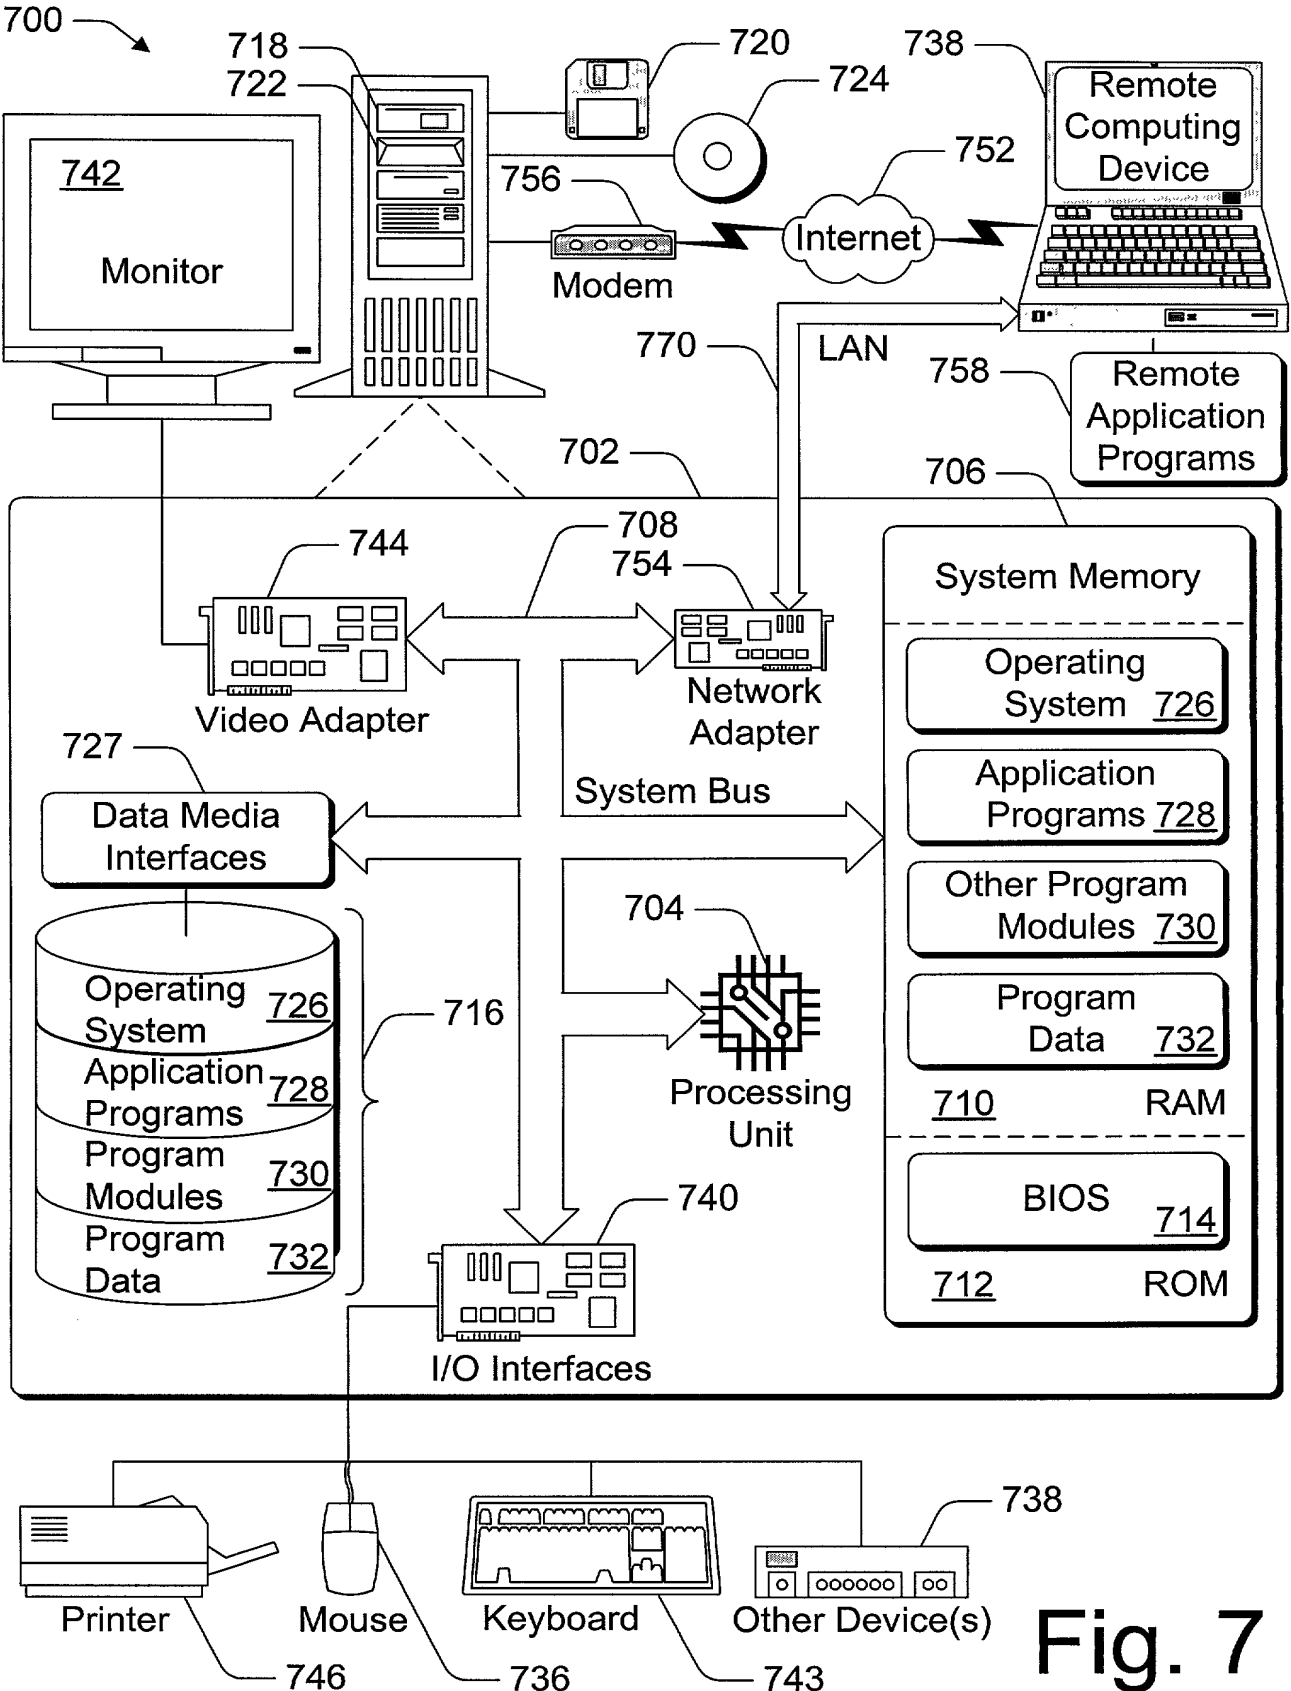 700
718
722
720
724
738
752
756
742
Monitor
Modem
Internet
Remote
Computing
Device
LAN
770
758
Remote
Application
Programs
702
706
708
744
754
Video Adapter
Network
Adapter
System Memory
Operating
System 726
Application
Programs 728
Other Program
Modules 730
Program
Data 732
710 RAM
BIOS
714
712 ROM
727
Data Media
Interfaces
System Bus
704
Processing
Unit
716
Operating
System 726
Application
Programs 728
Program
Modules 730
Program
Data 732
740
I/O Interfaces
738
Printer
Mouse
Keyboard
Other Device(s)
746
736
743
Fig. 7